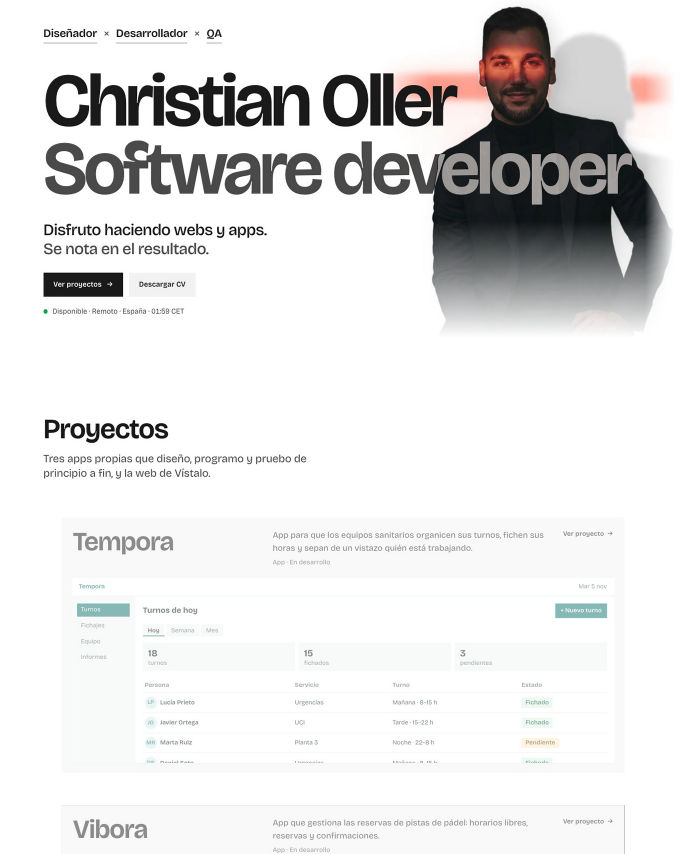 Diseñador × Desarrollador × QA
Christian Oller
Software developer
Disfruto haciendo webs y apps.
Se nota en el resultado.
Ver proyectos →
Descargar CV
Disponible · Remoto · España · 01:59 CET
Proyectos
Tres apps propias que diseño, programo y pruebo de
principio a fin, y la web de Vístalo.
Tempora
App para que los equipos sanitarios organicen sus turnos, fichen sus
horas y sepan de un vistazo quién está trabajando.
App · En desarrollo
Ver proyecto →
Tempora
Mar 5 nov
Turnos
Fichajes
Equipo
Informes
Turnos de hoy
+ Nuevo turno
Hoy Semana Mes
18
turnos
15
fichados
3
pendientes
Persona Servicio Turno Estado
LP Lucía Prieto Urgencias Mañana · 8–15 h Fichado
JO Javier Ortega UCI Tarde · 15–22 h Fichado
MR Marta Ruiz Planta 3 Noche · 22–8 h Pendiente
Vibora
App que gestiona las reservas de pistas de pádel: horarios libres,
reservas y confirmaciones.
App · En desarrollo
Ver proyecto →